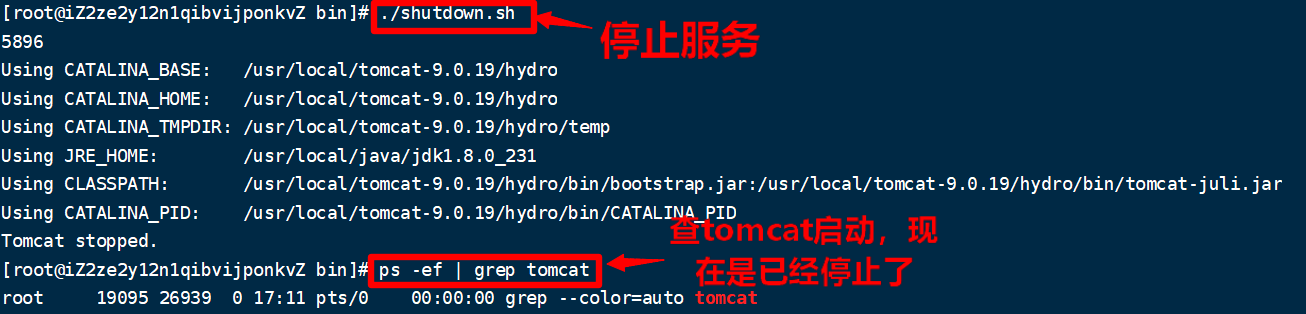 [root@iZ2ze2y12n1qibvijponkvZ bin]# ./shutdown.sh
停止服务
5896
Using CATALINA_BASE:   /usr/local/tomcat-9.0.19/hydro
Using CATALINA_HOME:   /usr/local/tomcat-9.0.19/hydro
Using CATALINA_TMPDIR: /usr/local/tomcat-9.0.19/hydro/temp
Using JRE_HOME:        /usr/local/java/jdk1.8.0_231
Using CLASSPATH:       /usr/local/tomcat-9.0.19/hydro/bin/bootstrap.jar:/usr/local/tomcat-9.0.19/hydro/bin/tomcat-juli.jar
Using CATALINA_PID:    /usr/local/tomcat-9.0.19/hydro/bin/CATALINA_PID
Tomcat stopped.
查tomcat启动，现
在是已经停止了
[root@iZ2ze2y12n1qibvijponkvZ bin]# ps -ef | grep tomcat
root     19095 26939  0 17:11 pts/0    00:00:00 grep --color=auto tomcat